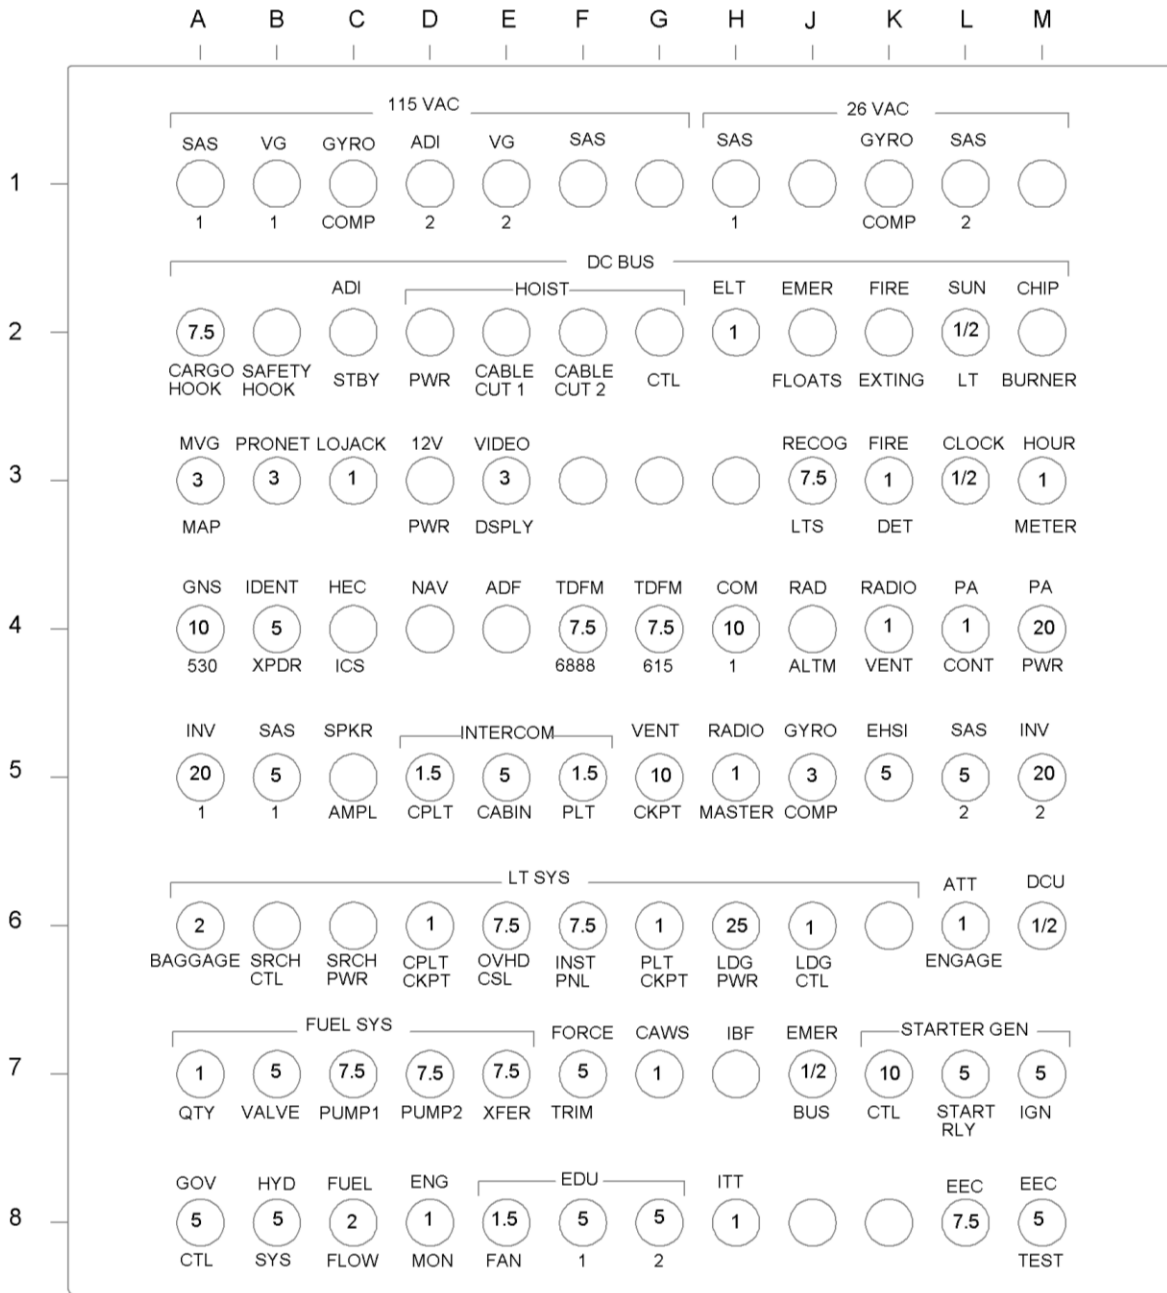 A B C D E F G H J K L M
115 VAC 26 VAC
SAS VG GYRO ADI VG SAS SAS GYRO SAS
1
1 1 COMP 2 2 1 COMP 2
DC BUS
ADI HOIST ELT EMER FIRE SUN CHIP
2 7.5 1 1/2
CARGO SAFETY STBY PWR CABLE CABLE CTL FLOATS EXTING LT BURNER
HOOK HOOK CUT 1 CUT 2
MVG PRONET LOJACK 12V VIDEO RECOG FIRE CLOCK HOUR
3 3 3 1 3 7.5 1 1/2 1
MAP PWR DSPLY LTS DET METER
GNS IDENT HEC NAV ADF TDFM TDFM COM RAD RADIO PA PA
4 10 5 7.5 7.5 10 1 1 20
530 XPDR ICS 6888 615 1 ALTM VENT CONT PWR
INV SAS SPKR INTERCOM VENT RADIO GYRO EHSI SAS INV
5 20 5 1.5 5 1.5 10 1 3 5 5 20
1 1 AMPL CPLT CABIN PLT CKPT MASTER COMP 2 2
LT SYS ATT DCU
6 2 1 7.5 7.5 1 25 1 1 1/2
BAGGAGE SRCH SRCH CPLT OVHD INST PLT LDG LDG ENGAGE
CTL PWR CKPT CSL PNL CKPT PWR CTL
FUEL SYS FORCE CAWS IBF EMER STARTER GEN
7 1 5 7.5 7.5 7.5 5 1 1/2 10 5 5
QTY VALVE PUMP1 PUMP2 XFER TRIM BUS CTL START IGN
RLY
GOV HYD FUEL ENG EDU ITT EEC EEC
8 5 5 2 1 1.5 5 5 1 7.5 5
CTL SYS FLOW MON FAN 1 2 TEST